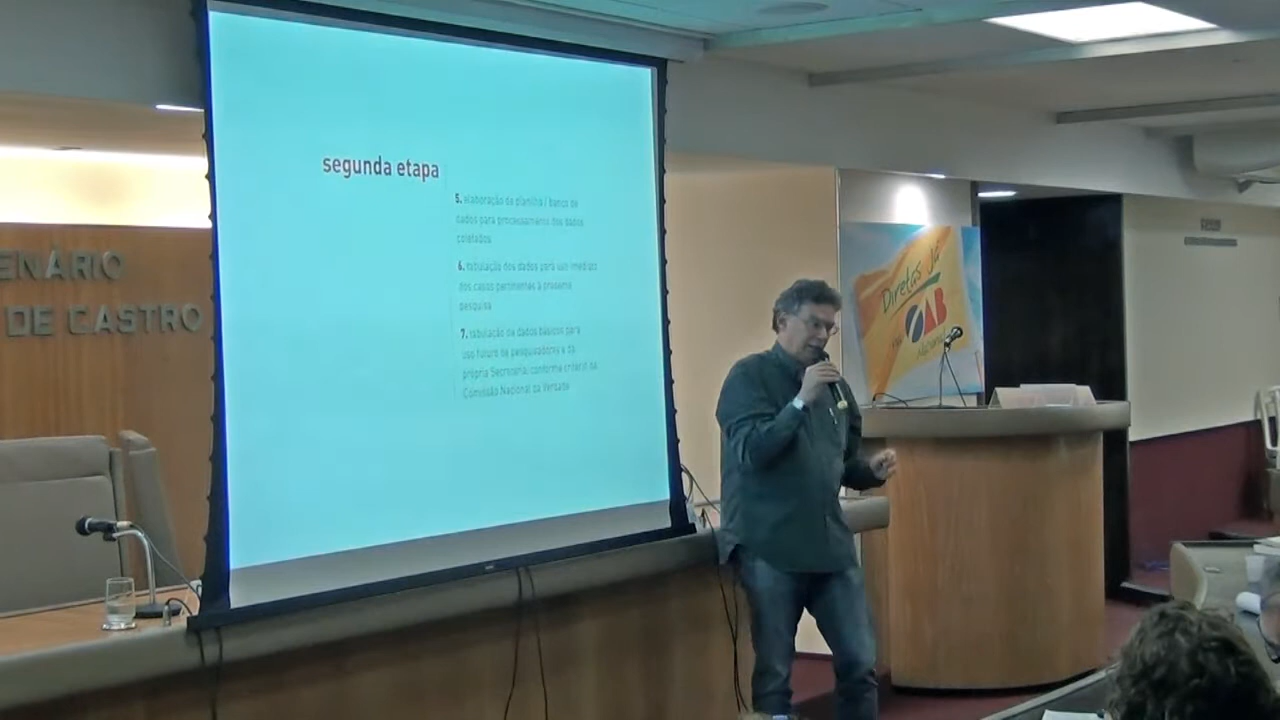 ENÁRIO
DE CASTRO
segunda etapa
5. elaboração de planilha / banco de
dados para processamento dos dados
coletados
6. tabulação dos dados para uso imediato
dos casos pertinentes à presente
pesquisa
7. tabulação de dados básicos para
uso futuro de pesquisadores e da
própria Secretaria, conforme critério da
Comissão Nacional da Verdade
Diretas Já
OAB